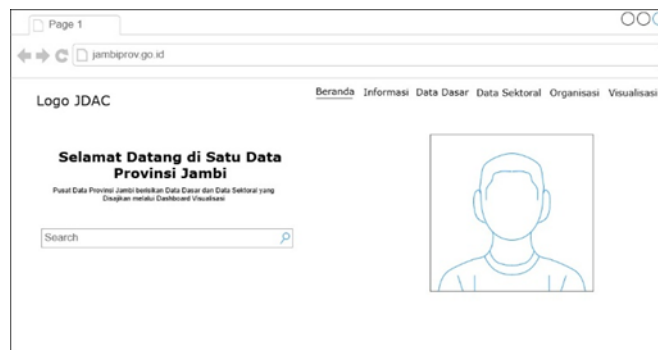 Page 1
jambiprov.go.id
Logo JDAC
Beranda Informasi Data Dasar Data Sektoral Organisasi Visualisasi
Selamat Datang di Satu Data
Provinsi Jambi
Pusat Data Provinsi Jambi berisikan Data Dasar dan Data Sektoral yang
Disajikan melalui Dashboard Visualisasi
Search